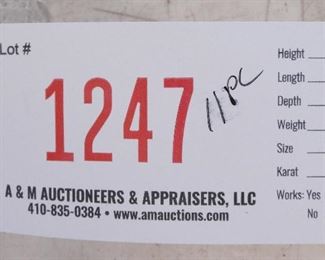 Lot #
1247
11PC
A & M AUCTIONEERS & APPRAISERS, LLC
410-835-0384 • www.amauctions.com
Height
Length
Depth
Weight
Size
Karat
Works: Yes
No